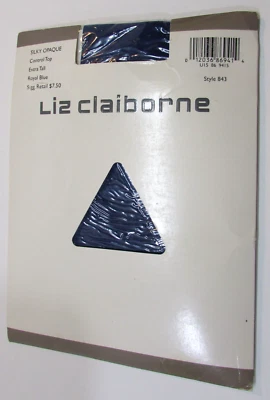 SILKY OPAQUE
Control Top
Extra Tall
Royal Blue
Sugg. Retail $7.50
Style 843
Liz claiborne